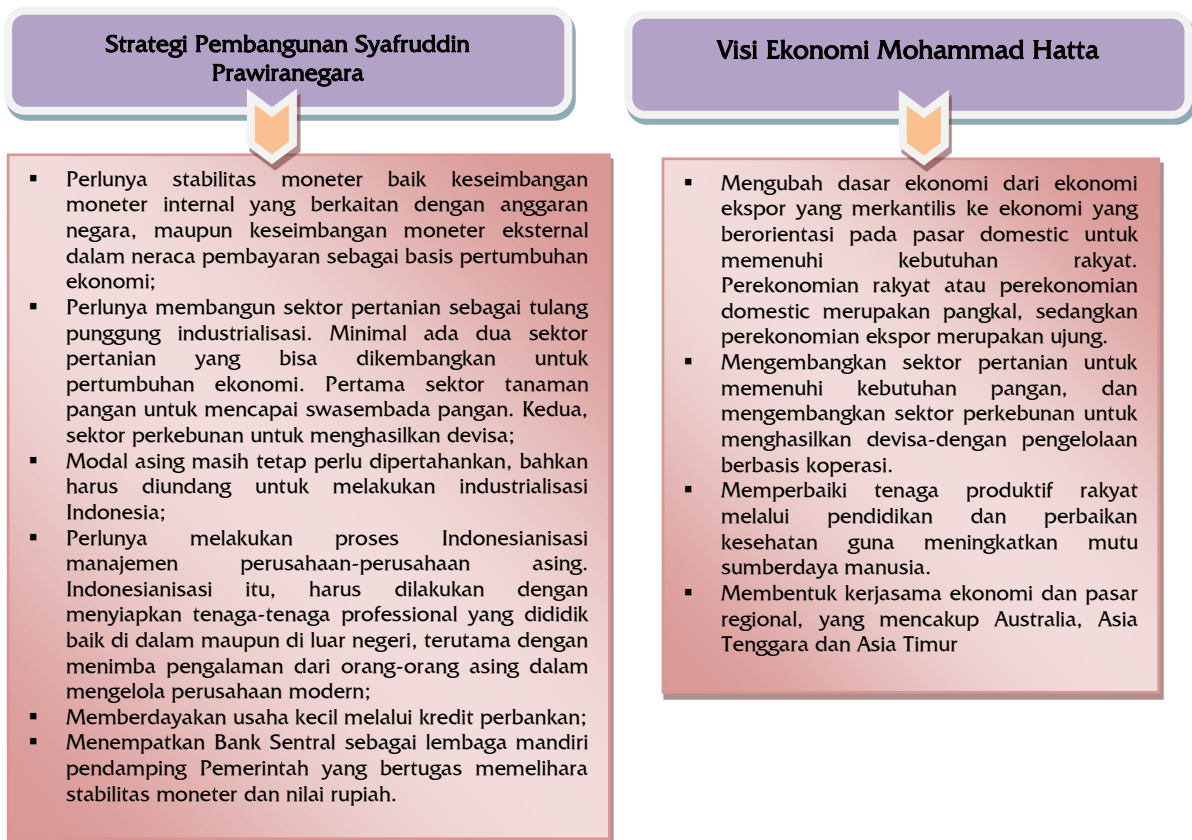 Strategi Pembangunan Syafruddin
Prawiranegara
▪ Perlunya stabilitas moneter baik keseimbangan
moneter internal yang berkaitan dengan anggaran
negara, maupun keseimbangan moneter eksternal
dalam neraca pembayaran sebagai basis pertumbuhan
ekonomi;
▪ Perlunya membangun sektor pertanian sebagai tulang
punggung industrialisasi. Minimal ada dua sektor
pertanian yang bisa dikembangkan untuk
pertumbuhan ekonomi. Pertama sektor tanaman
pangan untuk mencapai swasembada pangan. Kedua,
sektor perkebunan untuk menghasilkan devisa;
▪ Modal asing masih tetap perlu dipertahankan, bahkan
harus diundang untuk melakukan industrialisasi
Indonesia;
▪ Perlunya melakukan proses Indonesianisasi
manajemen perusahaan-perusahaan asing.
Indonesianisasi itu, harus dilakukan dengan
menyiapkan tenaga-tenaga professional yang dididik
baik di dalam maupun di luar negeri, terutama dengan
menimba pengalaman dari orang-orang asing dalam
mengelola perusahaan modern;
▪ Memberdayakan usaha kecil melalui kredit perbankan;
▪ Menempatkan Bank Sentral sebagai lembaga mandiri
pendamping Pemerintah yang bertugas memelihara
stabilitas moneter dan nilai rupiah.
Visi Ekonomi Mohammad Hatta
▪ Mengubah dasar ekonomi dari ekonomi
ekspor yang merkantilis ke ekonomi yang
berorientasi pada pasar domestic untuk
memenuhi kebutuhan rakyat.
Perekonomian rakyat atau perekonomian
domestic merupakan pangkal, sedangkan
perekonomian ekspor merupakan ujung.
▪ Mengembangkan sektor pertanian untuk
memenuhi kebutuhan pangan, dan
mengembangkan sektor perkebunan untuk
menghasilkan devisa-dengan pengelolaan
berbasis koperasi.
▪ Memperbaiki tenaga produktif rakyat
melalui pendidikan dan perbaikan
kesehatan guna meningkatkan mutu
sumberdaya manusia.
▪ Membentuk kerjasama ekonomi dan pasar
regional, yang mencakup Australia, Asia
Tenggara dan Asia Timur